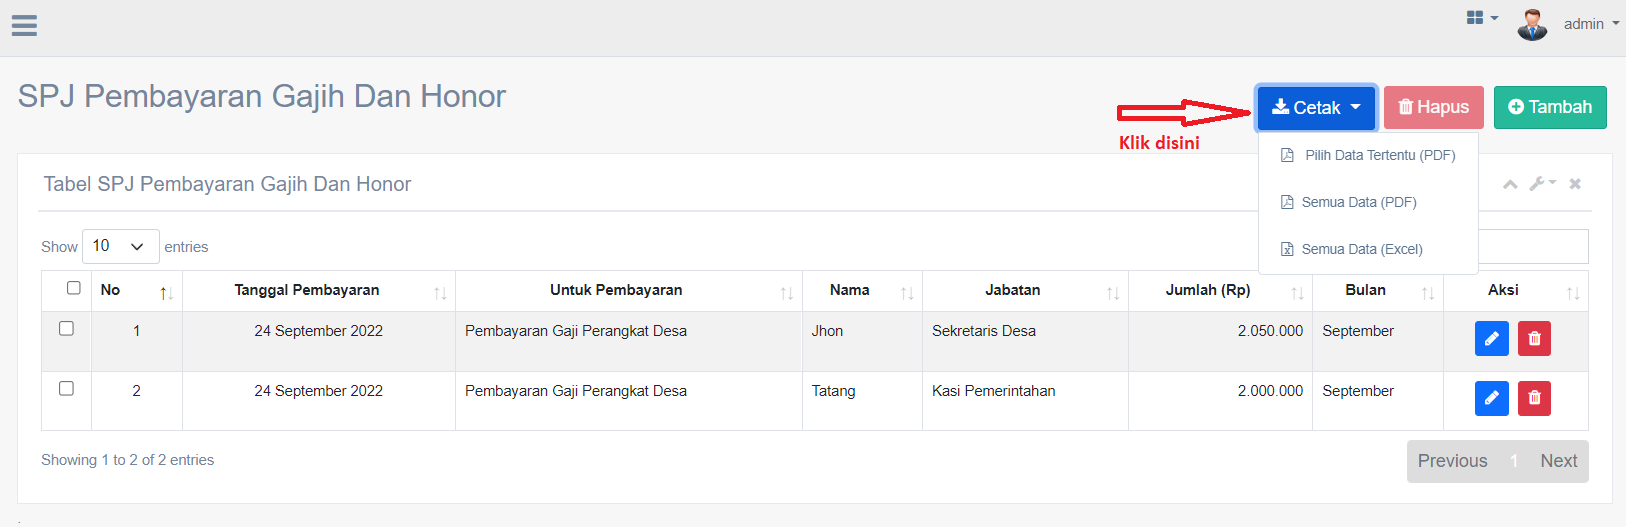 admin
SPJ Pembayaran Gajih Dan Honor
Cetak
Hapus
Tambah
Klik disini
Pilih Data Tertentu (PDF)
Semua Data (PDF)
Semua Data (Excel)
Tabel SPJ Pembayaran Gajih Dan Honor
Show 10 entries
No Tanggal Pembayaran Untuk Pembayaran Nama Jabatan Jumlah (Rp) Bulan Aksi
1 24 September 2022 Pembayaran Gaji Perangkat Desa Jhon Sekretaris Desa 2.050.000 September
2 24 September 2022 Pembayaran Gaji Perangkat Desa Tatang Kasi Pemerintahan 2.000.000 September
Showing 1 to 2 of 2 entries
Previous 1 Next